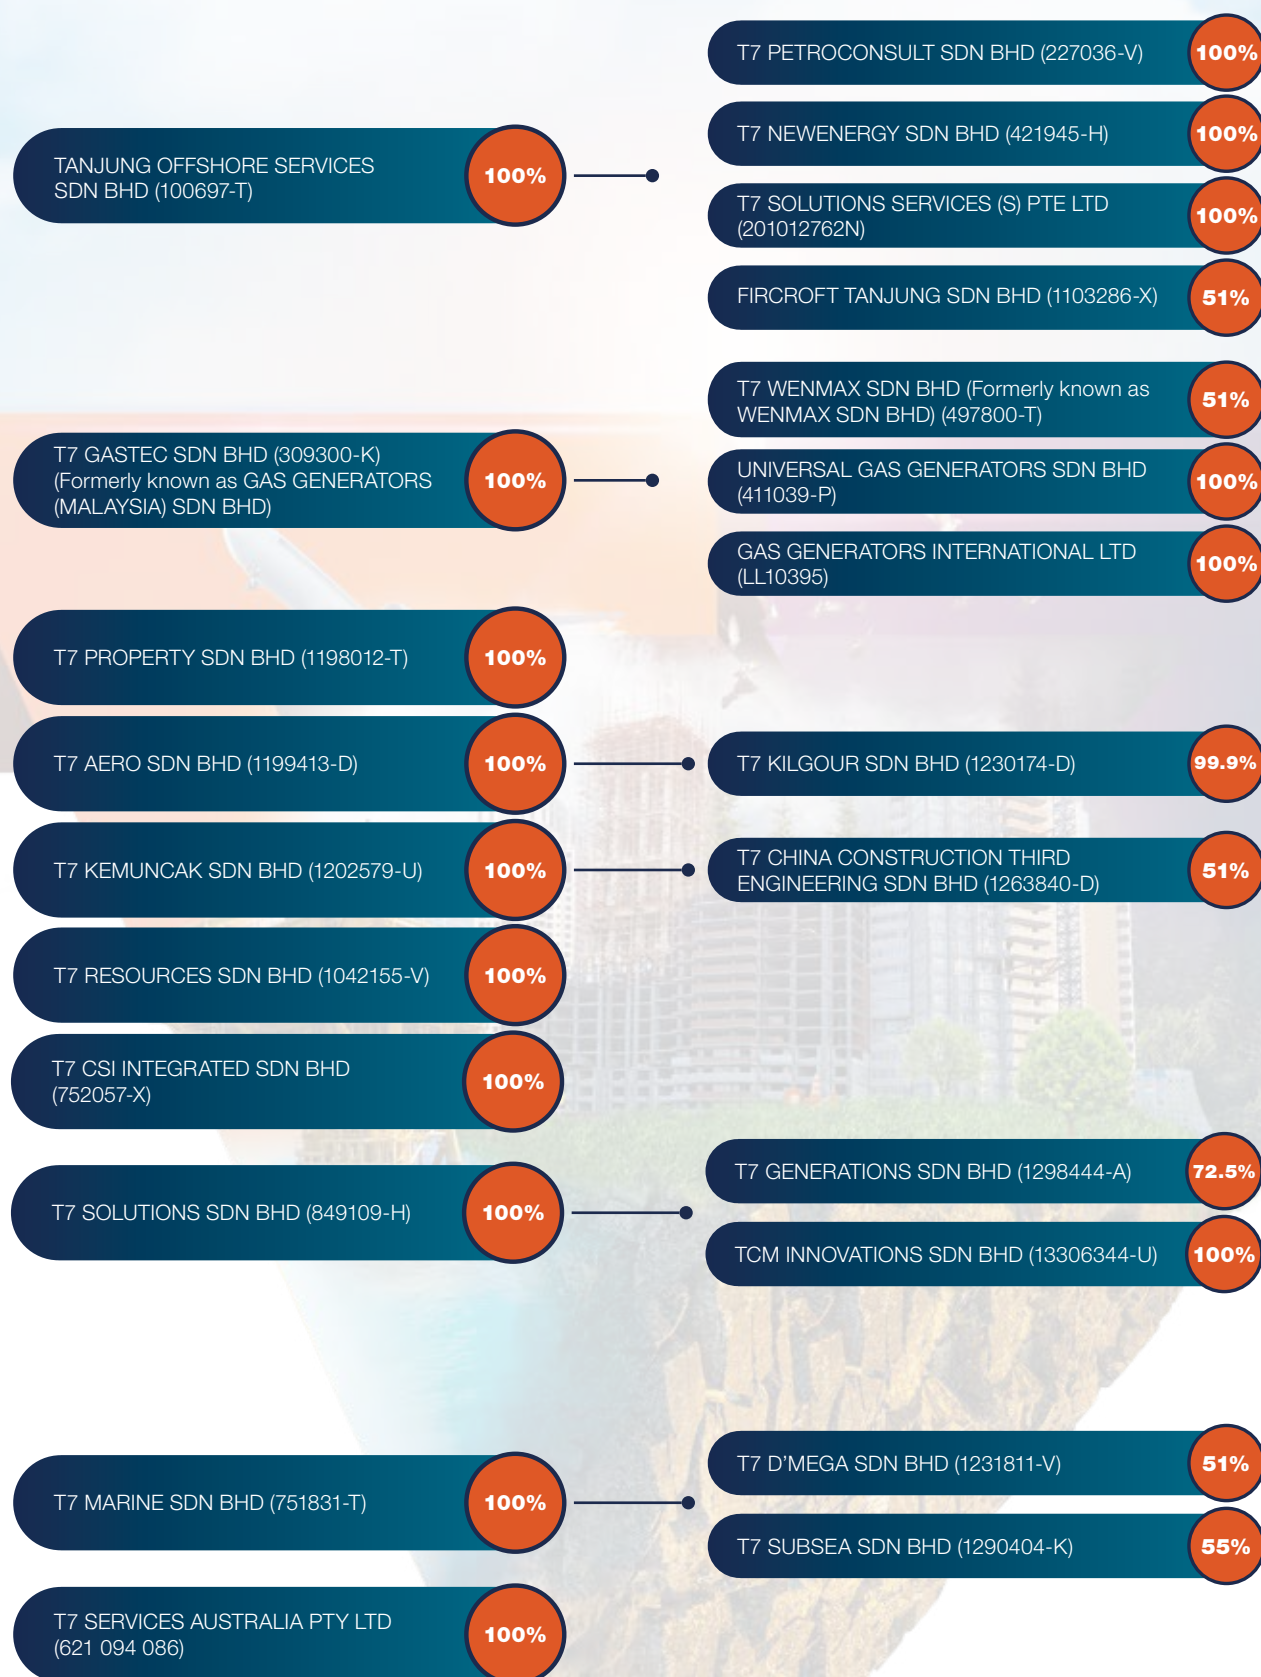 TANJUNG OFFSHORE SERVICES
SDN BHD (100697-T)
100%
T7 PETROCONSULT SDN BHD (227036-V)
100%
T7 NEWENERGY SDN BHD (421945-H)
100%
T7 SOLUTIONS SERVICES (S) PTE LTD
(201012762N)
100%
FIRCROFT TANJUNG SDN BHD (1103286-X)
51%
T7 GASTEC SDN BHD (309300-K)
(Formerly known as GAS GENERATORS
(MALAYSIA) SDN BHD)
100%
T7 WENMAX SDN BHD (Formerly known as
WENMAX SDN BHD) (497800-T)
51%
UNIVERSAL GAS GENERATORS SDN BHD
(411039-P)
100%
GAS GENERATORS INTERNATIONAL LTD
(LL10395)
100%
T7 PROPERTY SDN BHD (1198012-T)
100%
T7 AERO SDN BHD (1199413-D)
100%
T7 KILGOUR SDN BHD (1230174-D)
99.9%
T7 KEMUNCAK SDN BHD (1202579-U)
100%
T7 CHINA CONSTRUCTION THIRD
ENGINEERING SDN BHD (1263840-D)
51%
T7 RESOURCES SDN BHD (1042155-V)
100%
T7 CSI INTEGRATED SDN BHD
(752057-X)
100%
T7 SOLUTIONS SDN BHD (849109-H)
100%
T7 GENERATIONS SDN BHD (1298444-A)
72.5%
TCM INNOVATIONS SDN BHD (13306344-U)
100%
T7 MARINE SDN BHD (751831-T)
100%
T7 D'MEGA SDN BHD (1231811-V)
51%
T7 SUBSEA SDN BHD (1290404-K)
55%
T7 SERVICES AUSTRALIA PTY LTD
(621 094 086)
100%